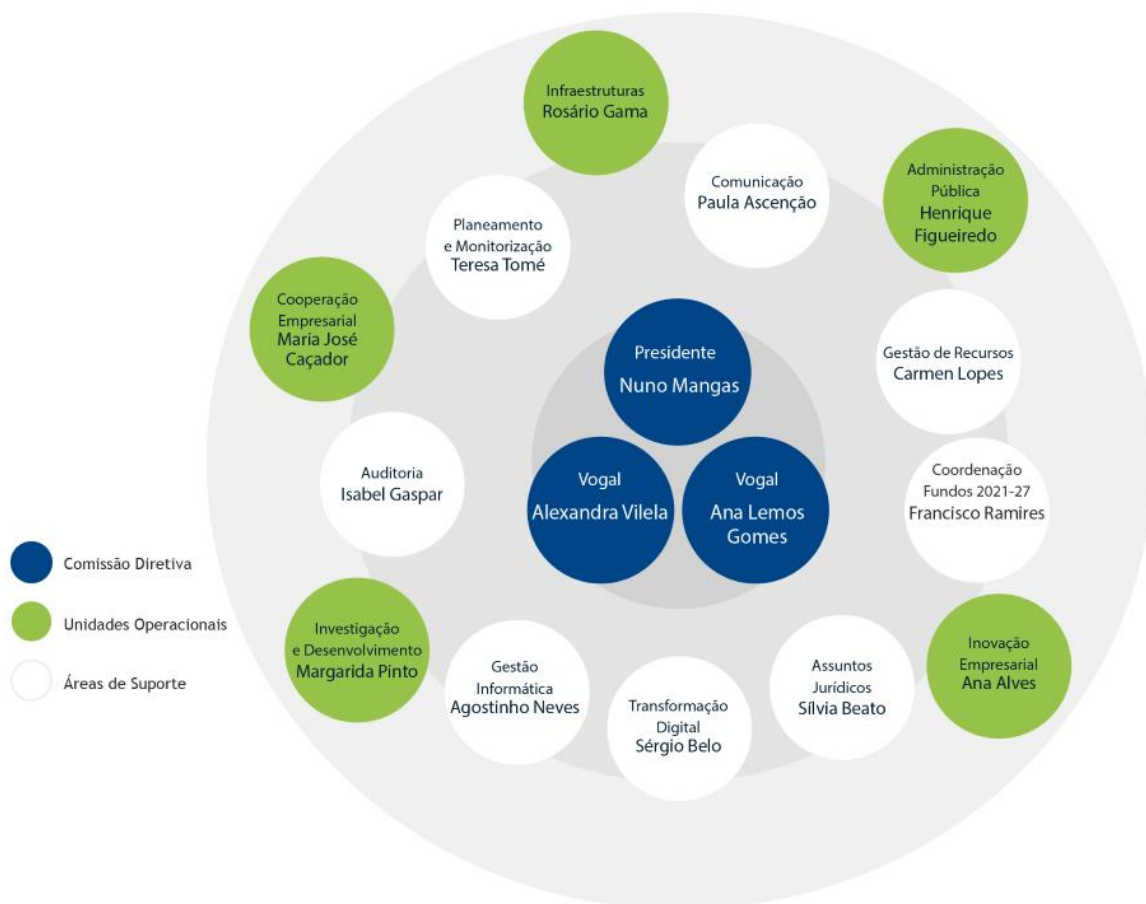 Infraestruturas
Rosário Gama
Comunicação
Paula Ascenção
Administração
Pública
Henrique
Figueiredo
Planeamento
e Monitorização
Teresa Tomé
Cooperação
Empresarial
Maria José
Caçador
Presidente
Nuno Mangas
Gestão de Recursos
Carmen Lopes
Auditoria
Isabel Gaspar
Vogal
Alexandra Vilela
Vogal
Ana Lemos
Gomes
Coordenação
Fundos 2021-27
Francisco Ramires
Comissão Diretiva
Unidades Operacionais
Áreas de Suporte
Investigação
e Desenvolvimento
Margarida Pinto
Gestão
Informática
Agostinho Neves
Transformação
Digital
Sérgio Belo
Assuntos
Jurídicos
Sílvia Beato
Inovação
Empresarial
Ana Alves